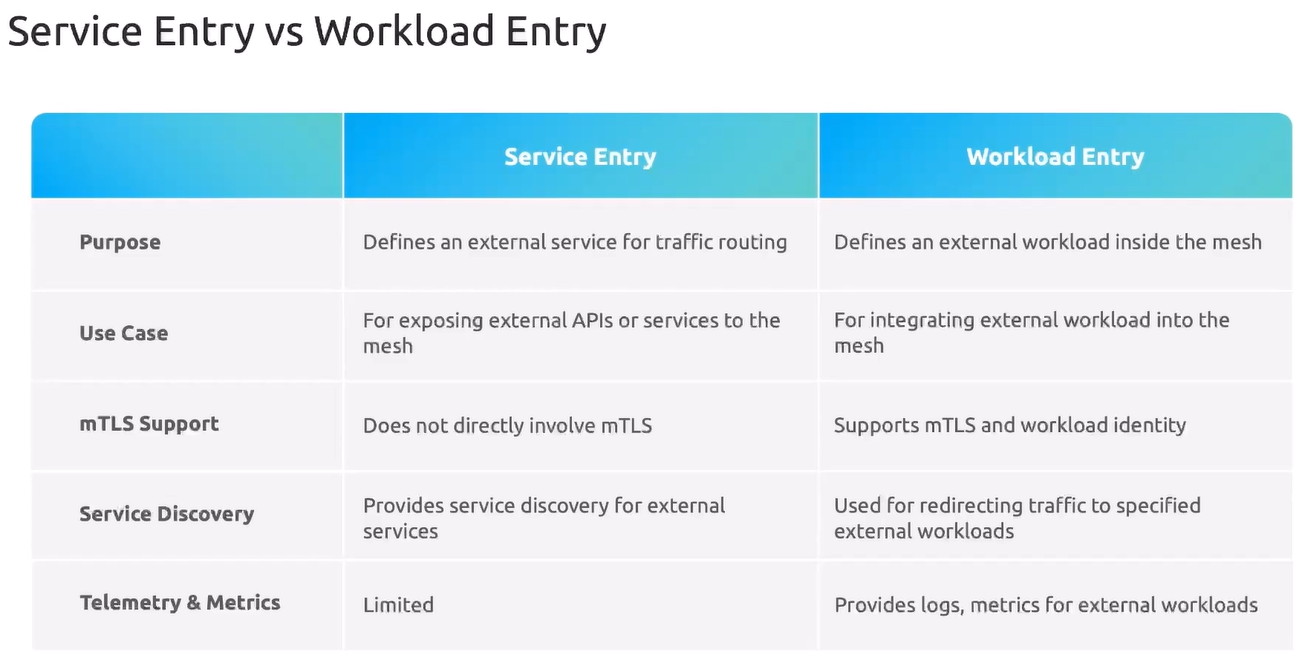 Service Entry vs Workload Entry
Service Entry
Workload Entry
Purpose
Defines an external service for traffic routing
Defines an external workload inside the mesh
Use Case
For exposing external APIs or services to the
mesh
For integrating external workload into the
mesh
mTLS Support
Does not directly involve mTLS
Supports mTLS and workload identity
Service Discovery
Provides service discovery for external
services
Used for redirecting traffic to specified
external workloads
Telemetry & Metrics
Limited
Provides logs, metrics for external workloads